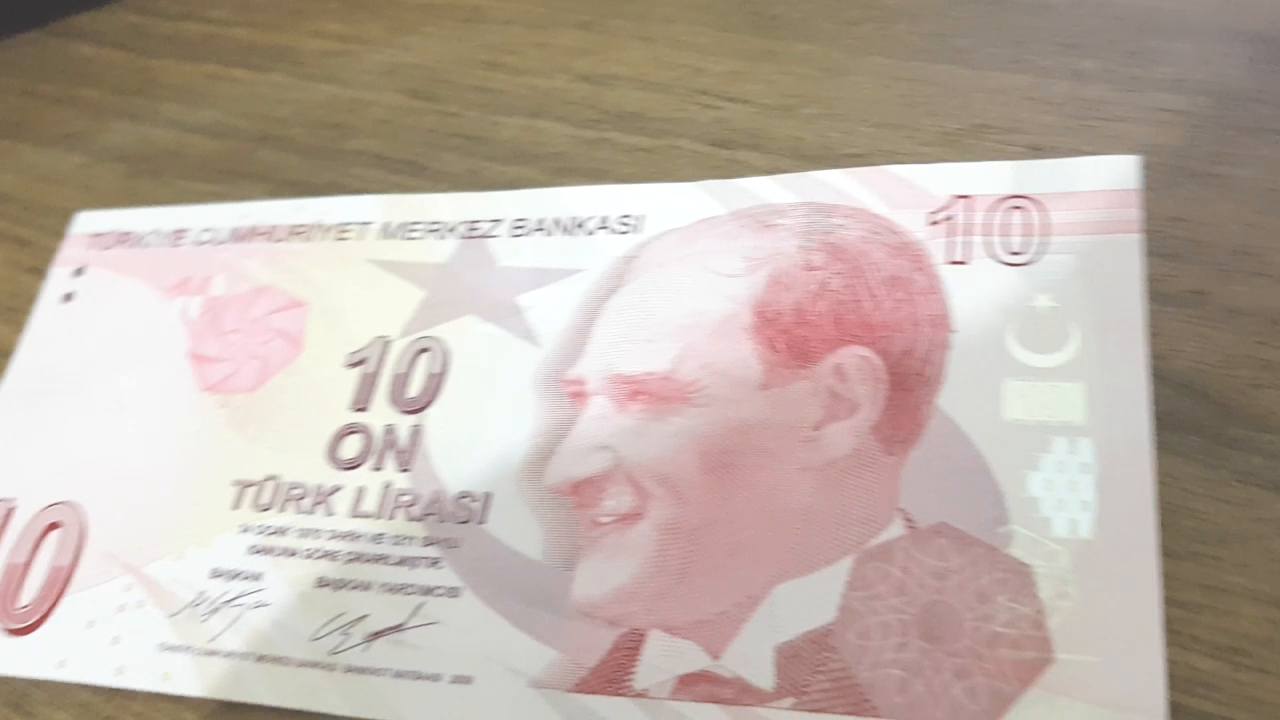 TÜRKİYE CUMHURİYET MERKEZ BANKASI
10
10
ON
TÜRK LİRASI
BAŞKAN
BAŞKAN YARDIMCISI
10